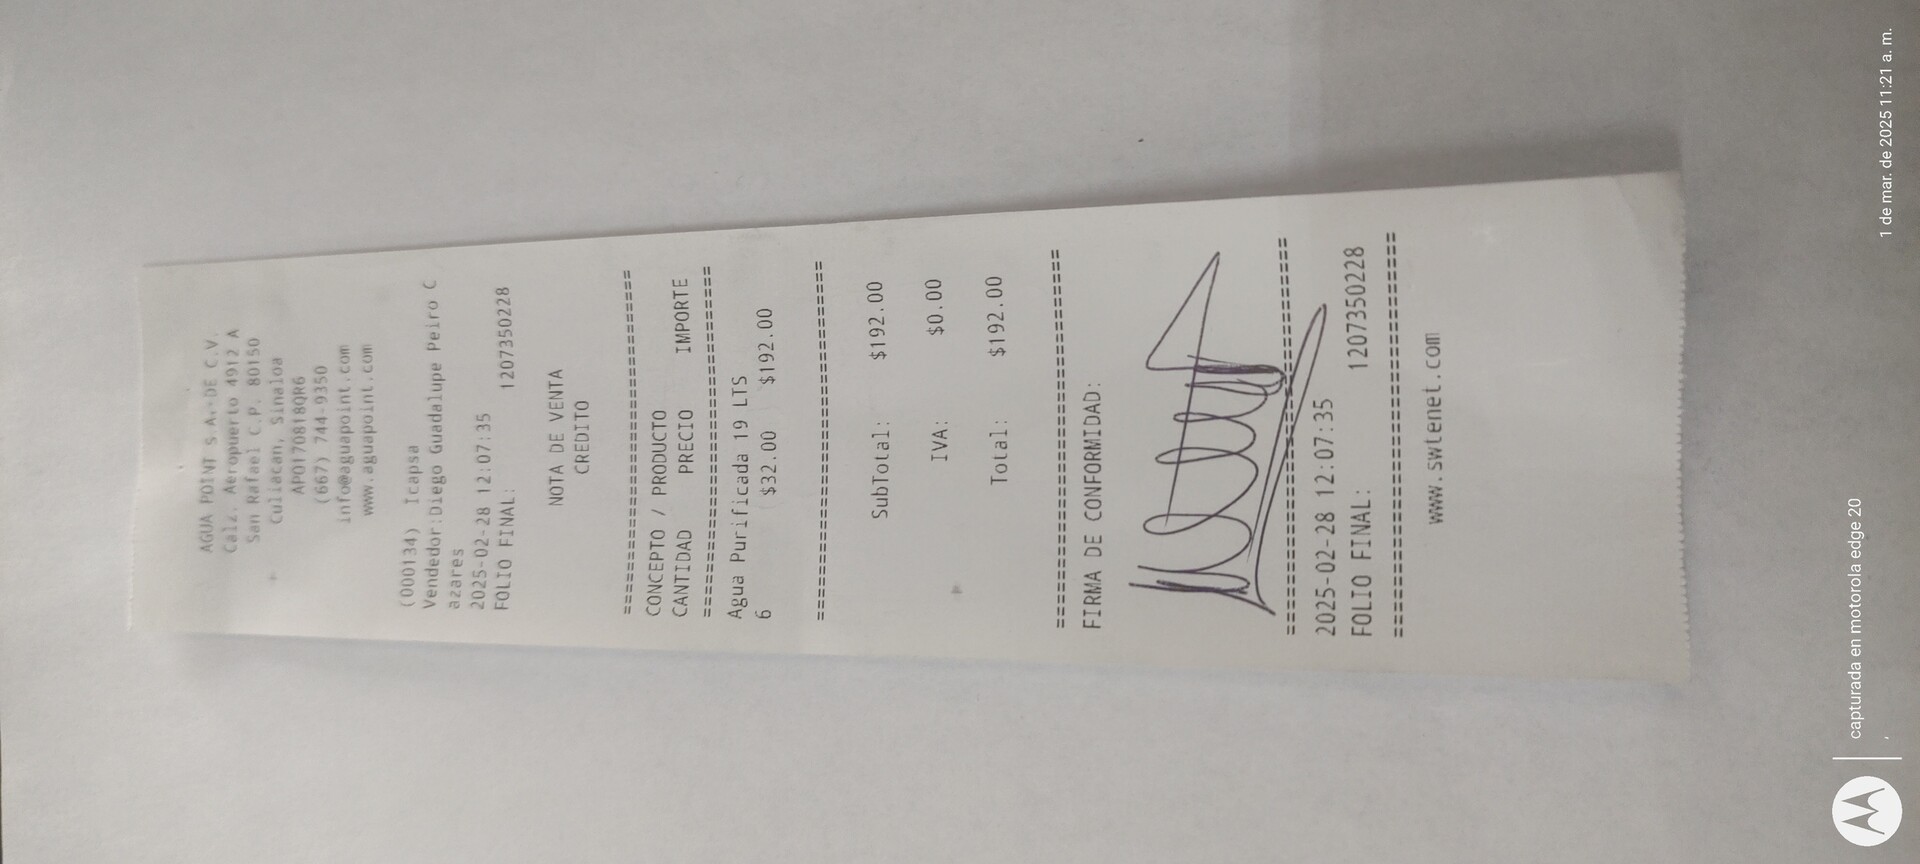 AGUA POINT S.A. DE C.V.
Calz. Aeropuerto 4912 A
San Rafael C.P. 80150
Culiacan, Sinaloa
APO170818QR6
(667) 744-9350
info@aguapoint.com
www.aguapoint.com
(000134) Icapsa
Vendedor:Diego Guadalupe Peiro C
azares
2025-02-28 12:07:35
FOLIO FINAL: 1207350228
NOTA DE VENTA
CREDITO
================================
CONCEPTO / PRODUCTO
CANTIDAD PRECIO IMPORTE
================================
Agua Purificada 19 LTS
6 $32.00 $192.00
================================
SubTotal: $192.00
IVA: $0.00
Total: $192.00
================================
FIRMA DE CONFORMIDAD:
================================
2025-02-28 12:07:35
FOLIO FINAL: 1207350228
================================
www.swtenet.com
capturada en motorola edge 20
1 de mar. de 2025 11:21 a. m.